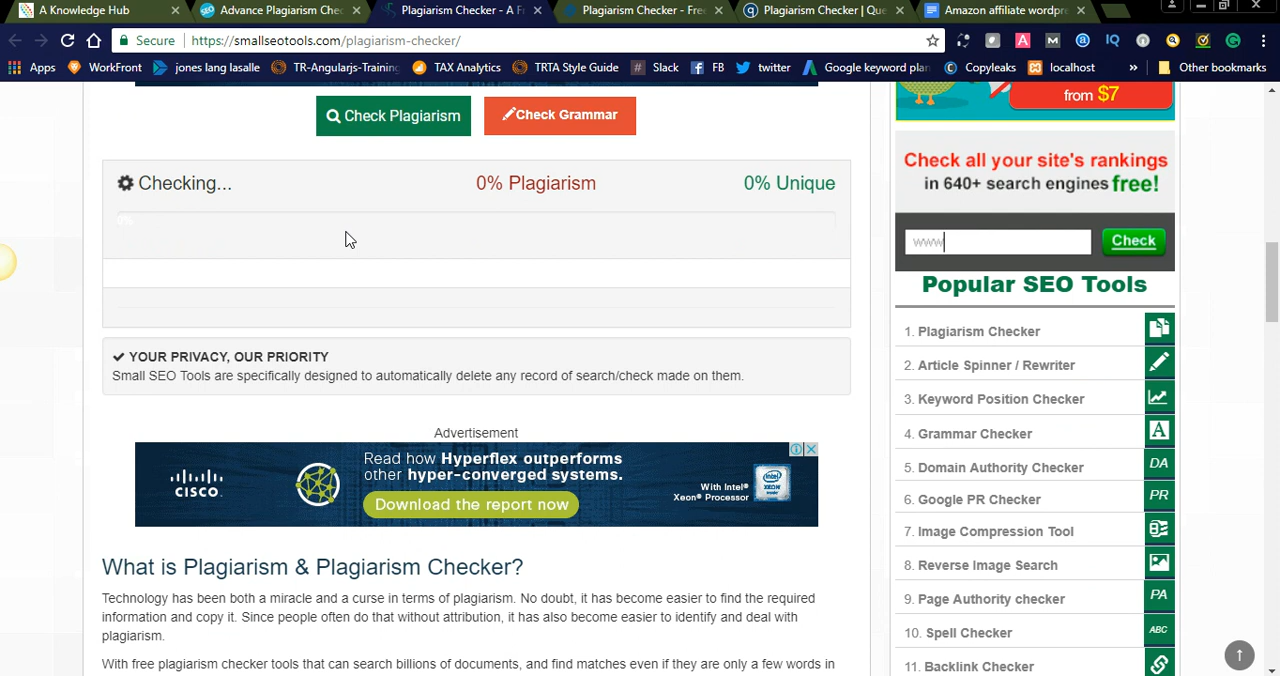 A Knowledge Hub
Advance Plagiarism Chec
Plagiarism Checker - A F
Plagiarism Checker - Free
Plagiarism Checker | Que
Amazon affiliate wordpre
Secure
https://smallseotools.com/plagiarism-checker/
Apps
WorkFront
jones lang lasalle
TR-Angularjs-Training
TAX Analytics
TRTA Style Guide
Slack
FB
twitter
Google keyword plan
Copyleaks
localhost
Other bookmarks
Check Plagiarism
Check Grammar
Checking...
0% Plagiarism
0% Unique
0%
✔ YOUR PRIVACY, OUR PRIORITY
Small SEO Tools are specifically designed to automatically delete any record of search/check made on them.
Advertisement
CISCO
Read how Hyperflex outperforms
other hyper-converged systems.
Download the report now
With Intel®
Xeon® Processor
What is Plagiarism & Plagiarism Checker?
Technology has been both a miracle and a curse in terms of plagiarism. No doubt, it has become easier to find the required
information and copy it. Since people often do that without attribution, it has also become easier to identify and deal with
plagiarism.
With free plagiarism checker tools that can search billions of documents, and find matches even if they are only a few words in
from $7
Check all your site's rankings
in 640+ search engines free!
www
Check
Popular SEO Tools
1. Plagiarism Checker
2. Article Spinner / Rewriter
3. Keyword Position Checker
4. Grammar Checker
5. Domain Authority Checker
DA
6. Google PR Checker
PR
7. Image Compression Tool
8. Reverse Image Search
9. Page Authority checker
PA
10. Spell Checker
ABC
11. Backlink Checker